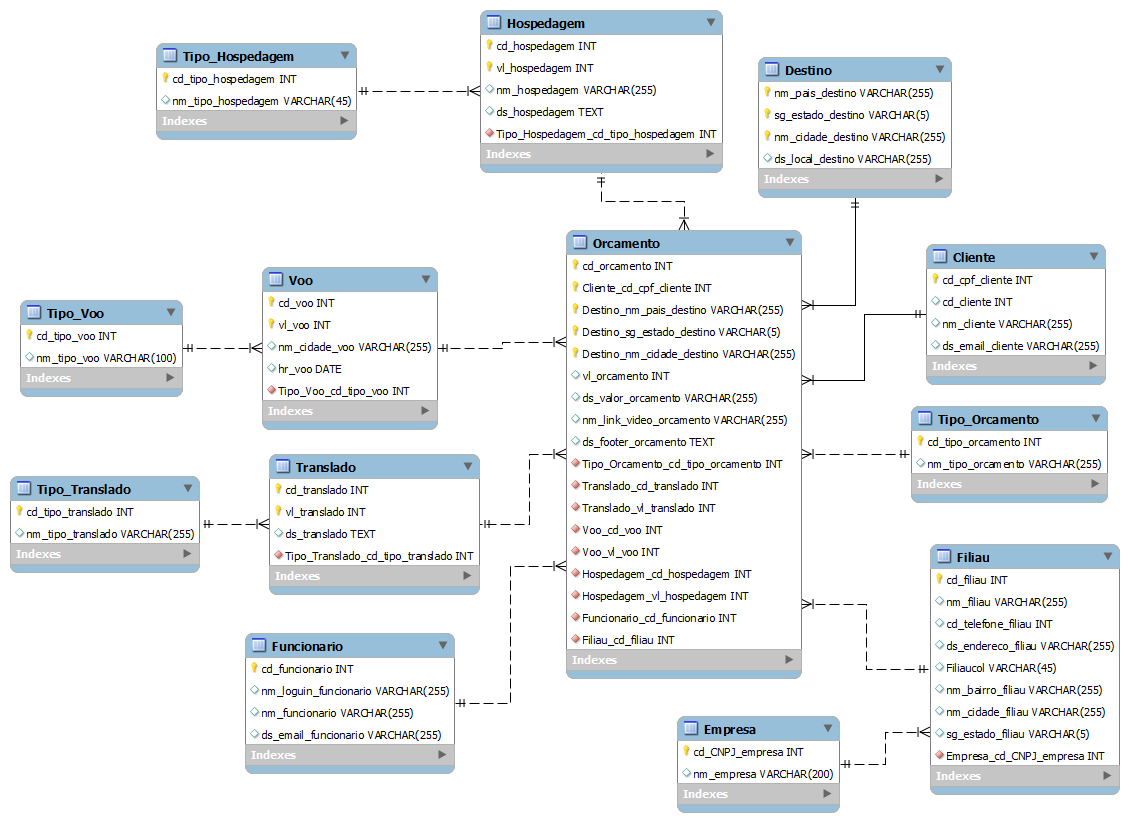 Hospedagem
cd_hospedagem INT
vl_hospedagem INT
nm_hospedagem VARCHAR(255)
ds_hospedagem TEXT
Tipo_Hospedagem_cd_tipo_hospedagem INT
Indexes
Tipo_Hospedagem
cd_tipo_hospedagem INT
nm_tipo_hospedagem VARCHAR(45)
Indexes
Destino
nm_pais_destino VARCHAR(255)
sg_estado_destino VARCHAR(5)
nm_cidade_destino VARCHAR(255)
ds_local_destino VARCHAR(255)
Indexes
Orcamento
cd_orcamento INT
Cliente_cd_cpf_cliente INT
Destino_nm_pais_destino VARCHAR(255)
Destino_sg_estado_destino VARCHAR(5)
Destino_nm_cidade_destino VARCHAR(255)
vl_orcamento INT
ds_valor_orcamento VARCHAR(255)
nm_link_video_orcamento VARCHAR(255)
ds_footer_orcamento TEXT
Tipo_Orcamento_cd_tipo_orcamento INT
Translado_cd_translado INT
Translado_vl_translado INT
Voo_cd_voo INT
Voo_vl_voo INT
Hospedagem_cd_hospedagem INT
Hospedagem_vl_hospedagem INT
Funcionario_cd_funcionario INT
Filiau_cd_filiau INT
Indexes
Cliente
cd_cpf_cliente INT
cd_cliente INT
nm_cliente VARCHAR(255)
ds_email_cliente VARCHAR(255)
Indexes
Voo
cd_voo INT
vl_voo INT
nm_cidade_voo VARCHAR(255)
hr_voo DATE
Tipo_Voo_cd_tipo_voo INT
Indexes
Tipo_Voo
cd_tipo_voo INT
nm_tipo_voo VARCHAR(100)
Indexes
Tipo_Orcamento
cd_tipo_orcamento INT
nm_tipo_orcamento VARCHAR(255)
Indexes
Translado
cd_translado INT
vl_translado INT
ds_translado TEXT
Tipo_Translado_cd_tipo_translado INT
Indexes
Tipo_Translado
cd_tipo_translado INT
nm_tipo_translado VARCHAR(255)
Indexes
Filiau
cd_filiau INT
nm_filiau VARCHAR(255)
cd_telefone_filiau INT
ds_endereco_filiau VARCHAR(255)
Filiaucol VARCHAR(45)
nm_bairro_filiau VARCHAR(255)
nm_cidade_filiau VARCHAR(255)
sg_estado_filiau VARCHAR(5)
Empresa_cd_CNPJ_empresa INT
Indexes
Funcionario
cd_funcionario INT
nm_loguin_funcionario VARCHAR(255)
nm_funcionario VARCHAR(255)
ds_email_funcionario VARCHAR(255)
Indexes
Empresa
cd_CNPJ_empresa INT
nm_empresa VARCHAR(200)
Indexes